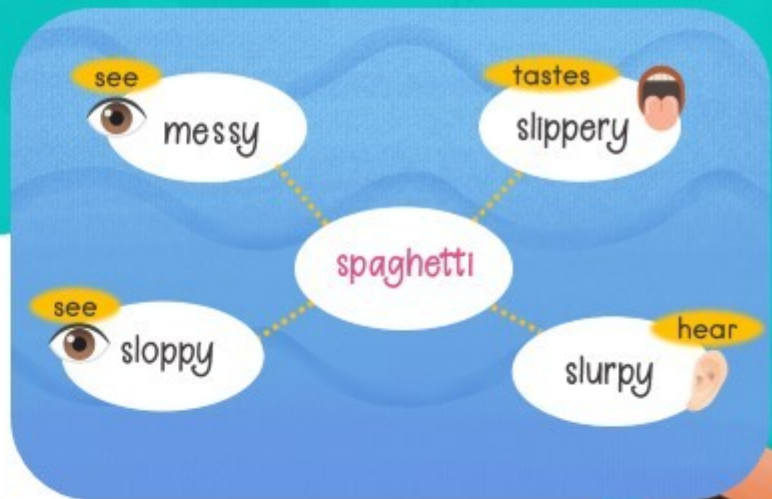 see
messy
tastes
slippery
spaghetti
see
sloppy
hear
slurpy